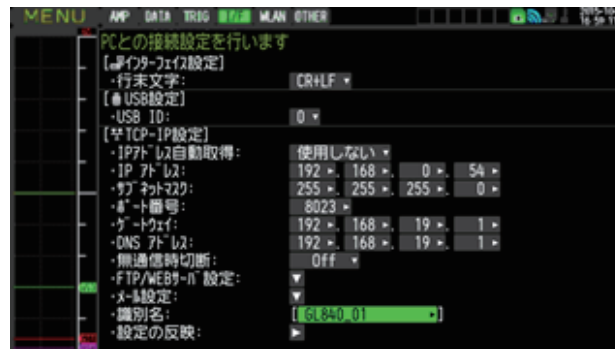 MENU AMP DATA TRIG I/F WLAN OTHER
PCとの接続設定を行います
[インターフェイス設定]
・行末文字: CR+LF
[USB設定]
・USB ID: 0
[TCP-IP設定]
・IPアドレス自動取得: 使用しない
・IP アドレス: 192. 168. 0. 54
・サブネットマスク: 255. 255. 255. 0
・ポート番号: 8023
・ゲートウェイ: 192. 168. 19. 1
・DNS アドレス: 192. 168. 19. 1
・無通信時切断: Off
・FTP/WEBサーバ設定:
・メール設定:
・識別名: [GL840_01]
・設定の反映: